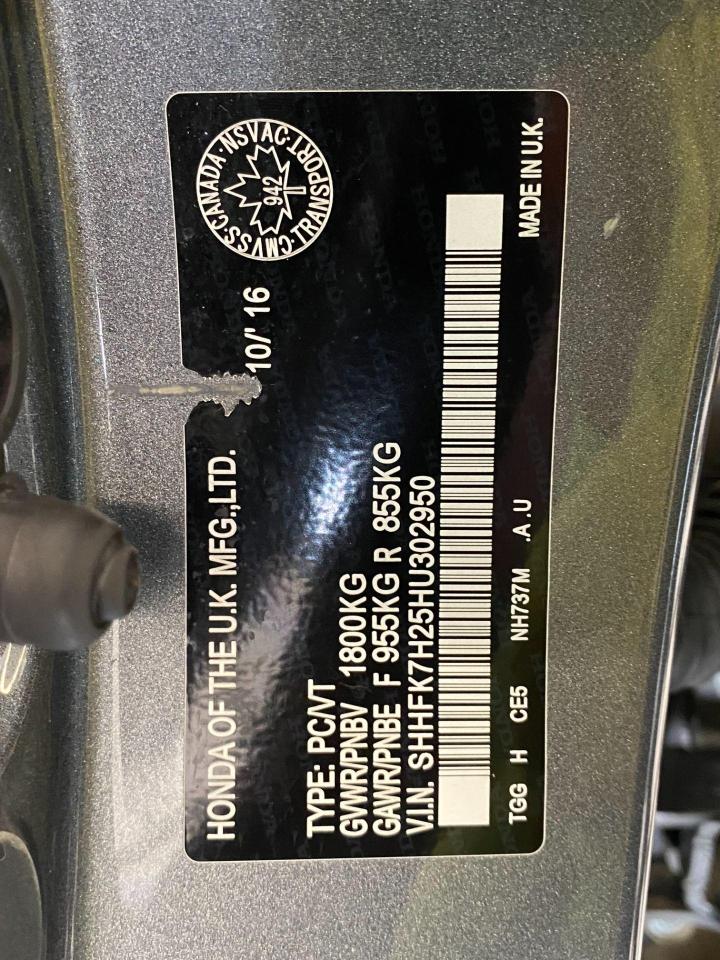 HONDA OF THE U.K. MFG.,LTD.
10/' 16
CMVSS·CANADA·NSVAC·TRANSPORT·
942
TYPE: PC/VT
GVWR/PNBV 1800KG
GAWR/PNBE F 955KG R 855KG
V.I.N. SHHFK7H25HU302950
TGG H CE5 NH737M .A.U
MADE IN U.K.